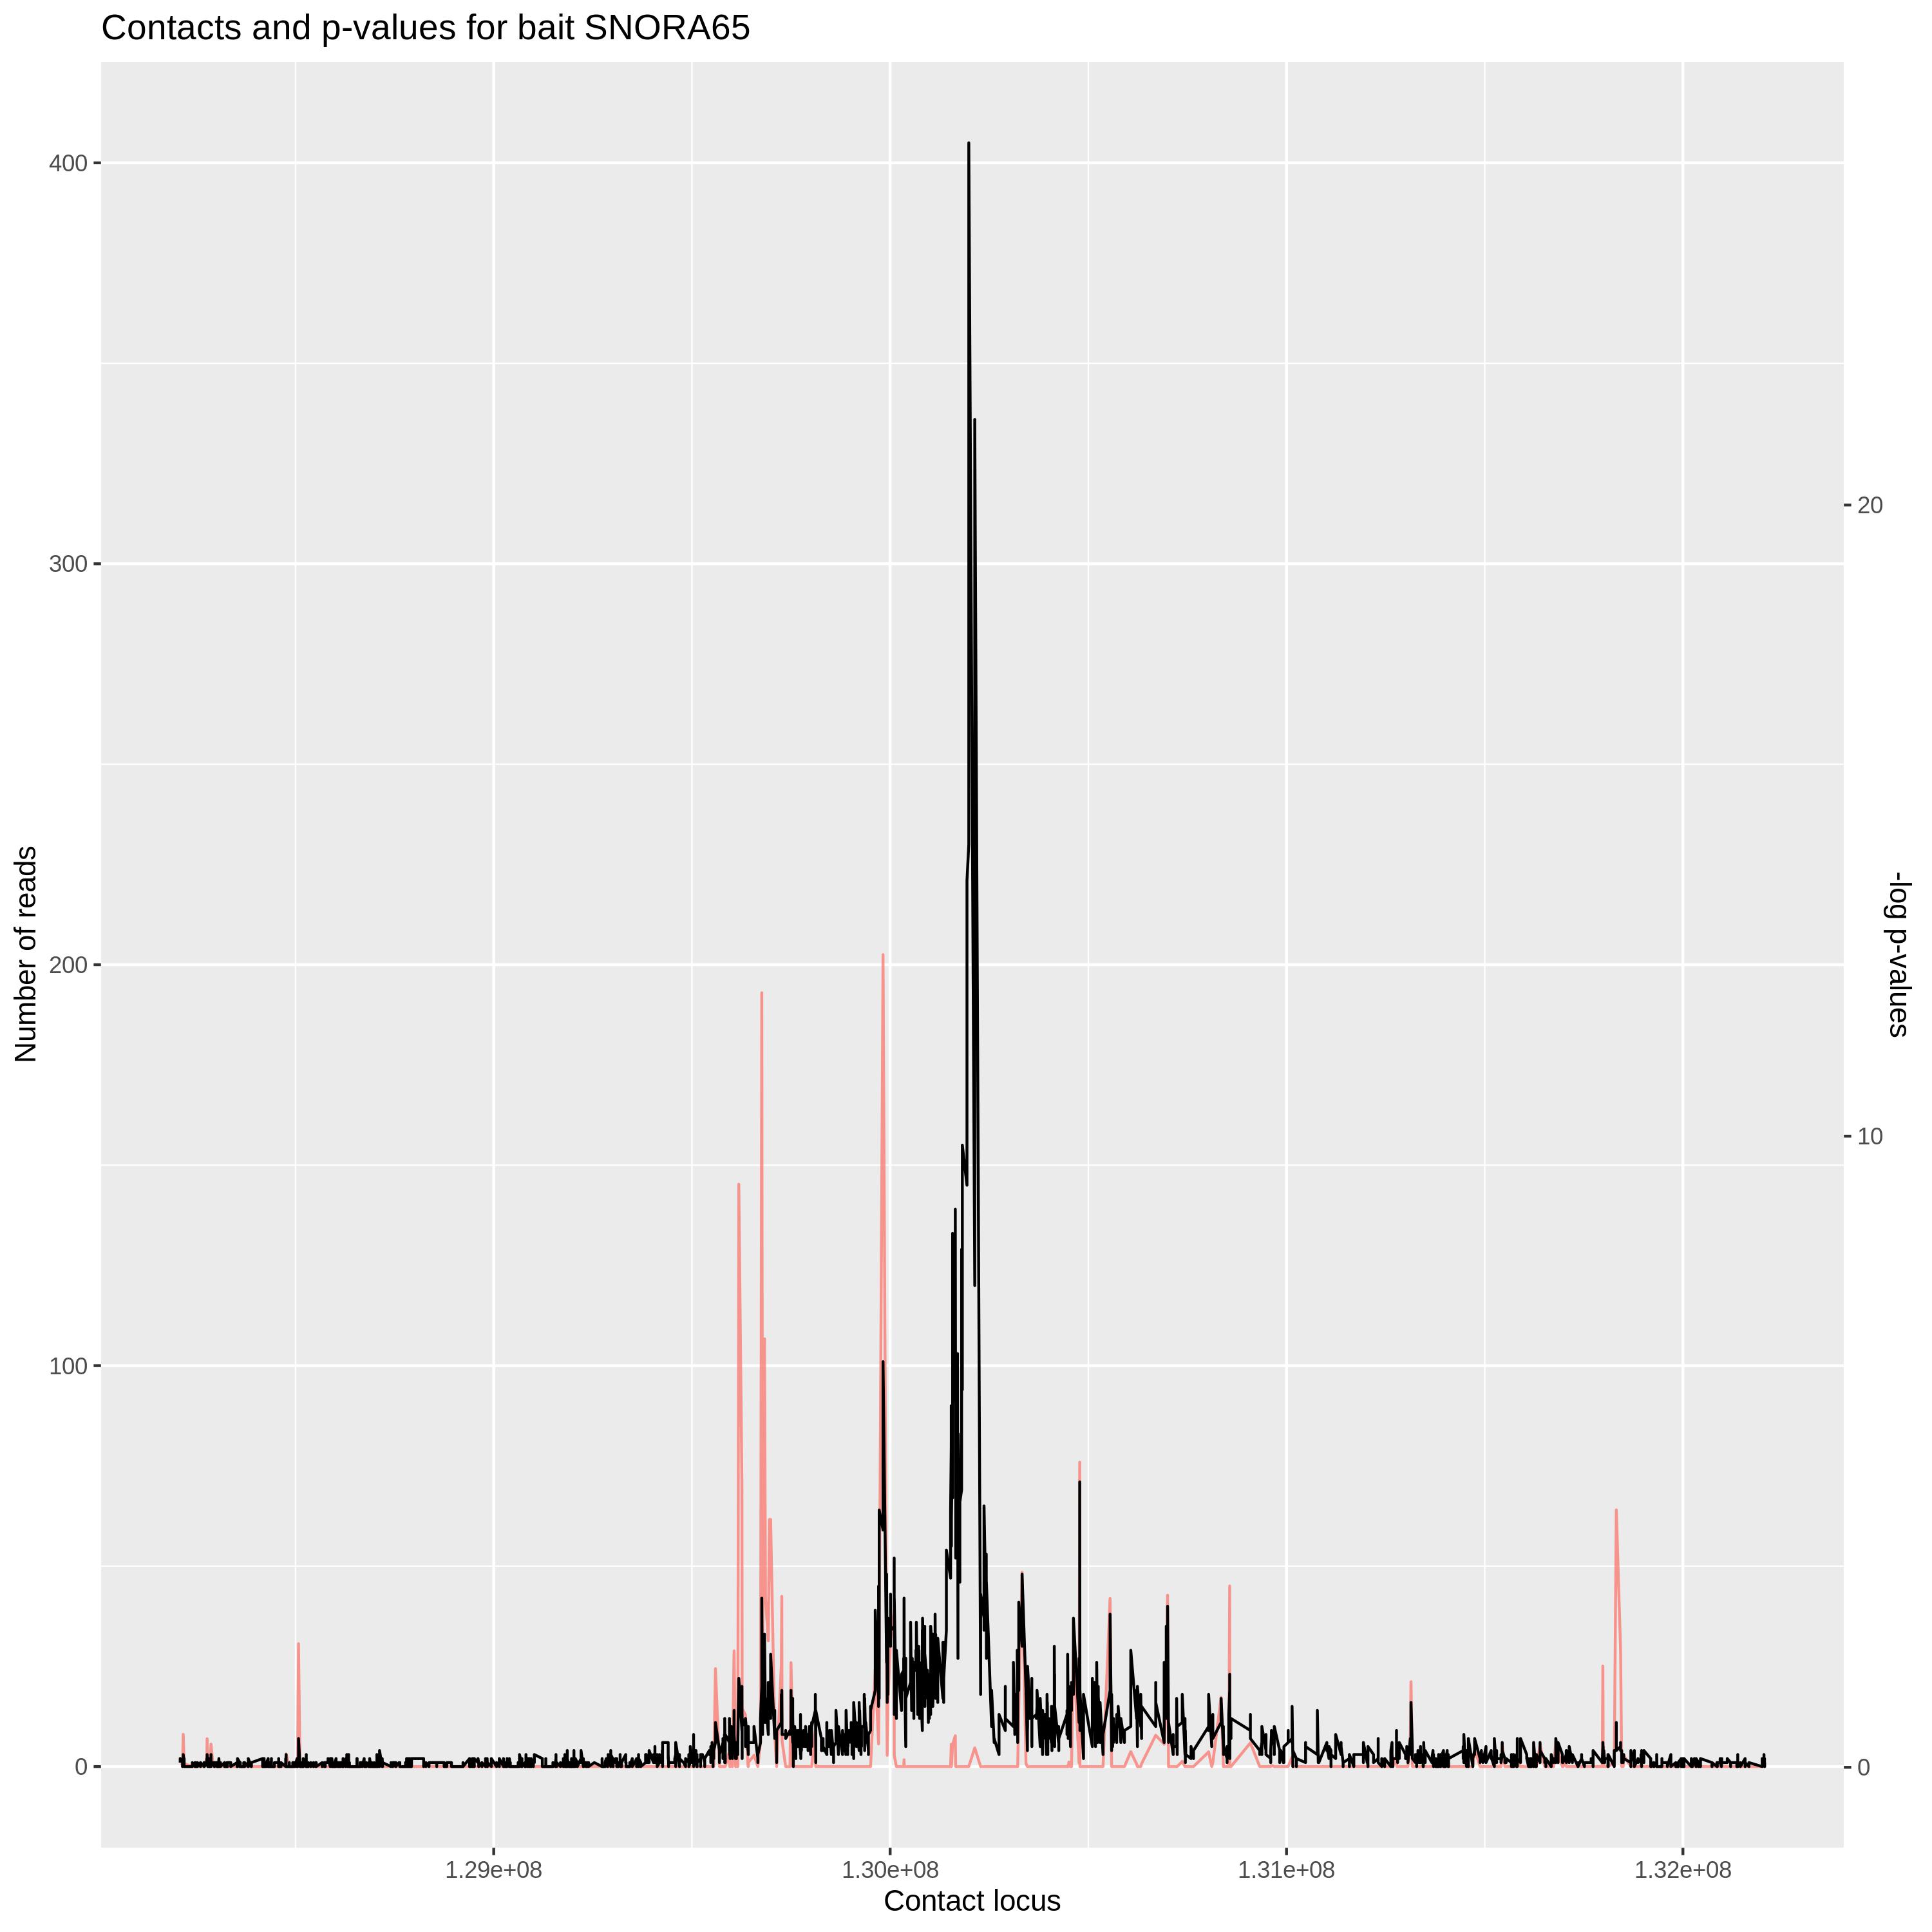 Contacts and p-values for bait SNORA65
400
300
200
100
0
Number of reads
20
10
0
-log p-values
1.29e+08
1.30e+08
1.31e+08
1.32e+08
Contact locus